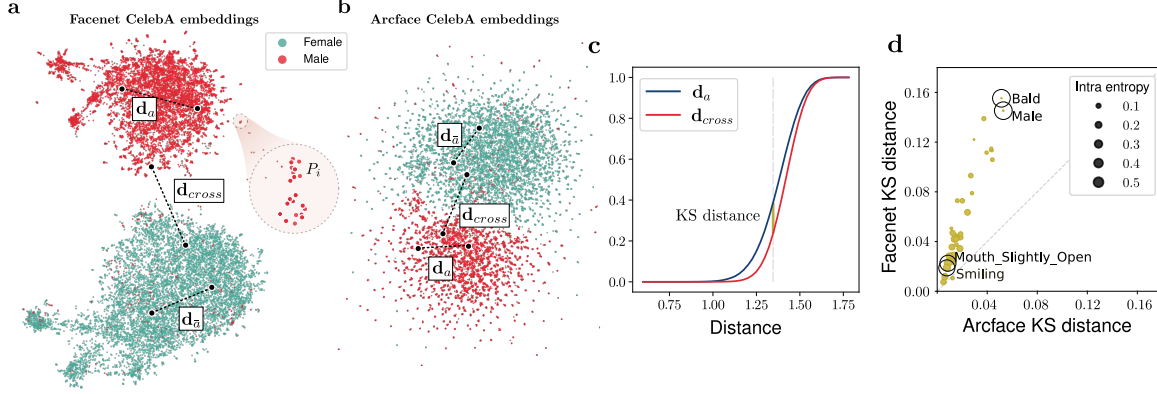 a
Facenet CelebA embeddings
Female
Male
d_a
P_i
d_cross
d_ā
b
Arcface CelebA embeddings
d_ā
d_cross
d_a
c
1.0
0.8
0.6
0.4
0.2
0.0
d_a
d_cross
KS distance
0.75
1.00
1.25
1.50
1.75
Distance
d
Facenet KS distance
0.16
0.12
0.08
0.04
0.00
Bald
Male
Mouth_Slightly_Open
Smiling
Intra entropy
0.1
0.2
0.3
0.4
0.5
0.00
0.04
0.08
0.12
0.16
Arcface KS distance